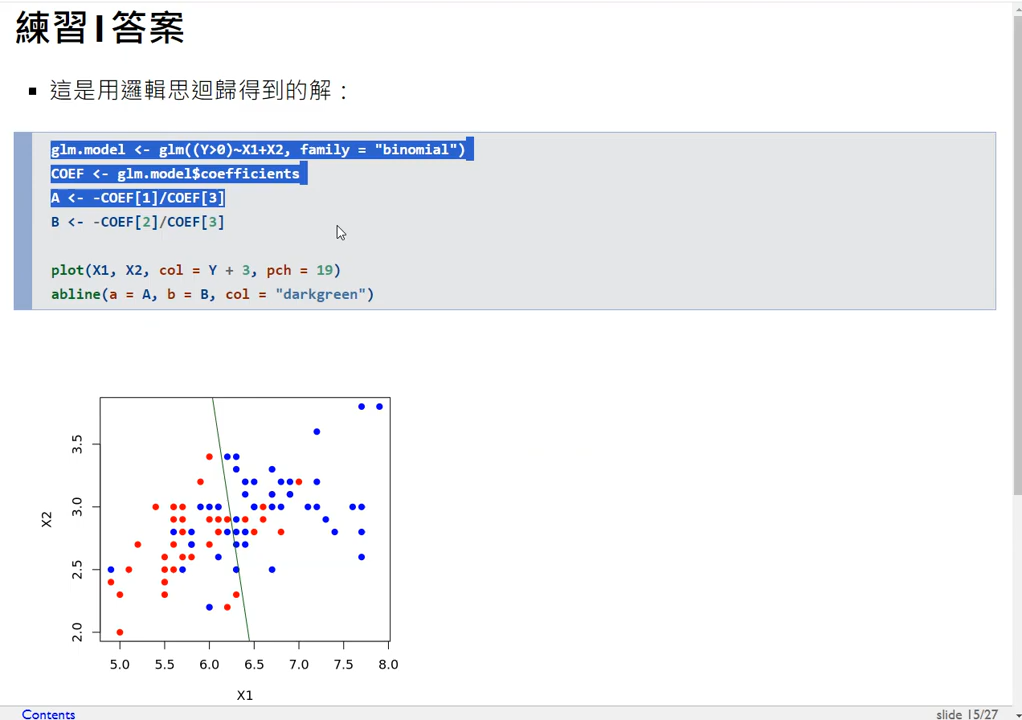 練習1答案
這是用邏輯思迴歸得到的解：
glm.model <- glm((Y>0)~X1+X2, family = "binomial")
COEF <- glm.model$coefficients
A <- -COEF[1]/COEF[3]
B <- -COEF[2]/COEF[3]
plot(X1, X2, col = Y + 3, pch = 19)
abline(a = A, b = B, col = "darkgreen")
3.5
3.0
2.5
2.0
X2
5.0 5.5 6.0 6.5 7.0 7.5 8.0
X1
Contents
slide 15/27